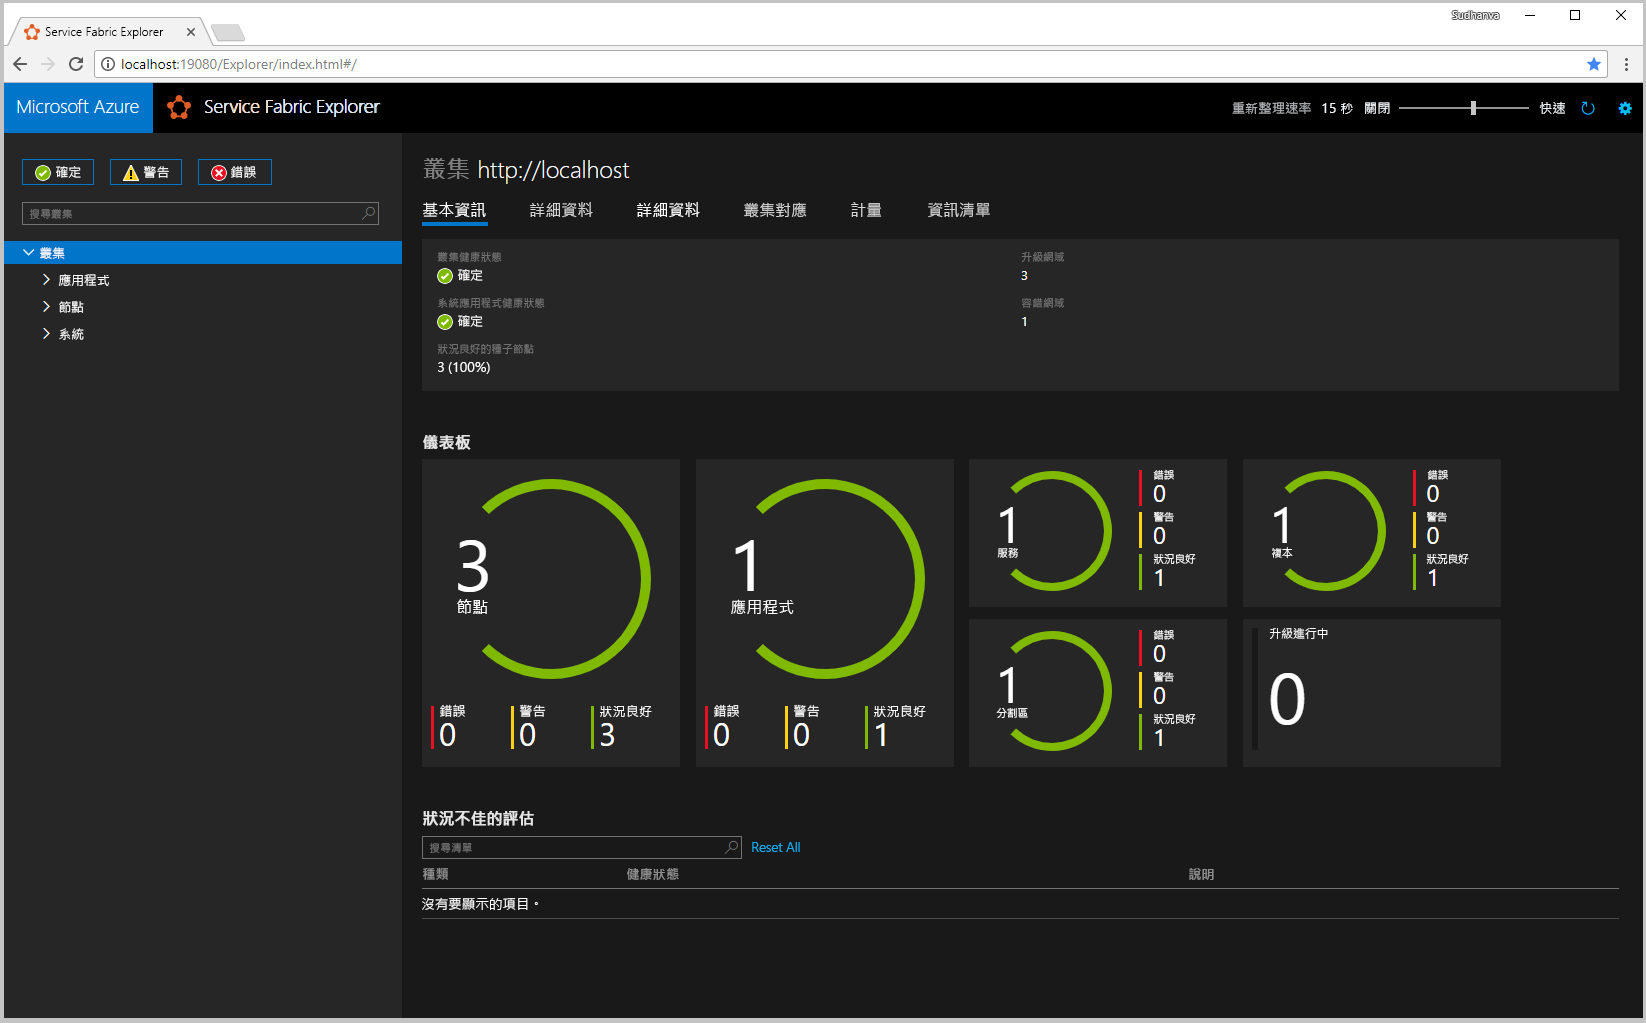 Sudhanva
Service Fabric Explorer
localhost:19080/Explorer/index.html#/
Microsoft Azure
Service Fabric Explorer
重新整理速率 15 秒 關閉 快速
確定 警告 錯誤
搜尋叢集
叢集
應用程式
節點
系統
叢集 http://localhost
基本資訊 詳細資料 詳細資料 叢集對應 計量 資訊清單
叢集健康狀態
確定
系統應用程式健康狀態
確定
狀況良好的種子節點
3 (100%)
升級網域
3
容錯網域
1
儀表板
3
節點
錯誤
0
警告
0
狀況良好
3
1
應用程式
錯誤
0
警告
0
狀況良好
1
1
服務
錯誤
0
警告
0
狀況良好
1
1
複本
錯誤
0
警告
0
狀況良好
1
1
分割區
錯誤
0
警告
0
狀況良好
1
升級進行中
0
狀況不佳的評估
搜尋清單 Reset All
種類 健康狀態 說明
沒有要顯示的項目。